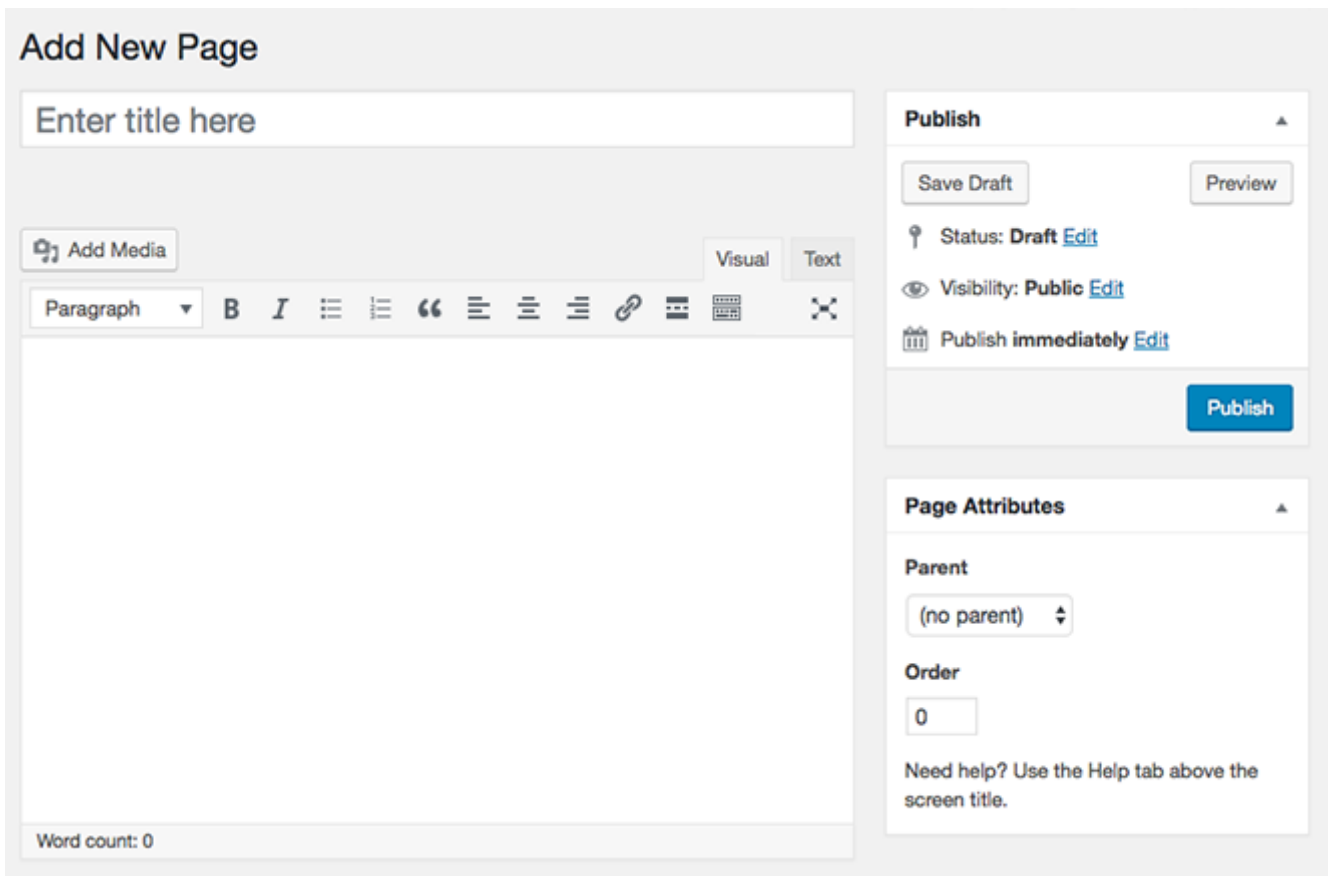 Add New Page
Enter title here
Add Media
Visual Text
Paragraph B I
Word count: 0
Publish
Save Draft Preview
Status: Draft Edit
Visibility: Public Edit
Publish immediately Edit
Publish
Page Attributes
Parent
(no parent)
Order
0
Need help? Use the Help tab above the
screen title.